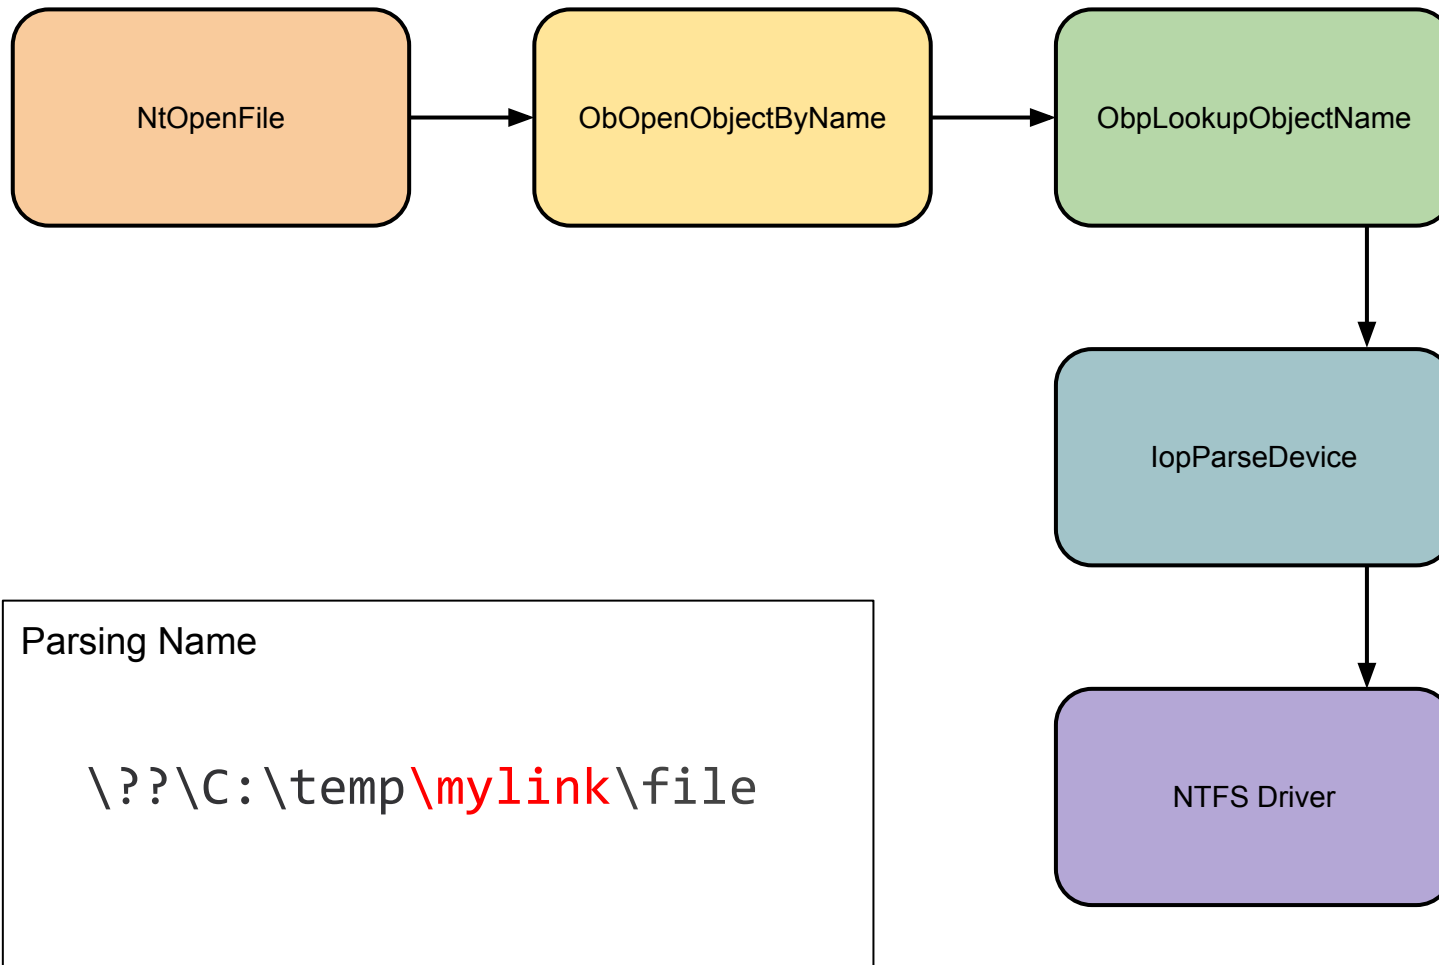 NtOpenFile
ObOpenObjectByName
ObpLookupObjectName
IopParseDevice
Parsing Name
\??\C:\temp\mylink\file
NTFS Driver